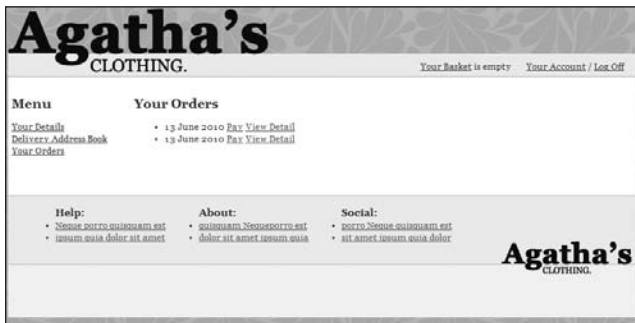 Agatha's
CLOTHING.
Your Basket is empty Your Account / Log Off
Menu
Your Details
Delivery Address Book
Your Orders
Your Orders
• 13 June 2010 Pay View Detail
• 13 June 2010 Pay View Detail
Help:
• Neque porro quisquam est
• ipsum quia dolor sit amet
About:
• quisquam Nequeporro est
• dolor sit amet ipsum quia
Social:
• porro Neque quisquam est
• sit amet ipsum quia dolor
Agatha's
CLOTHING.